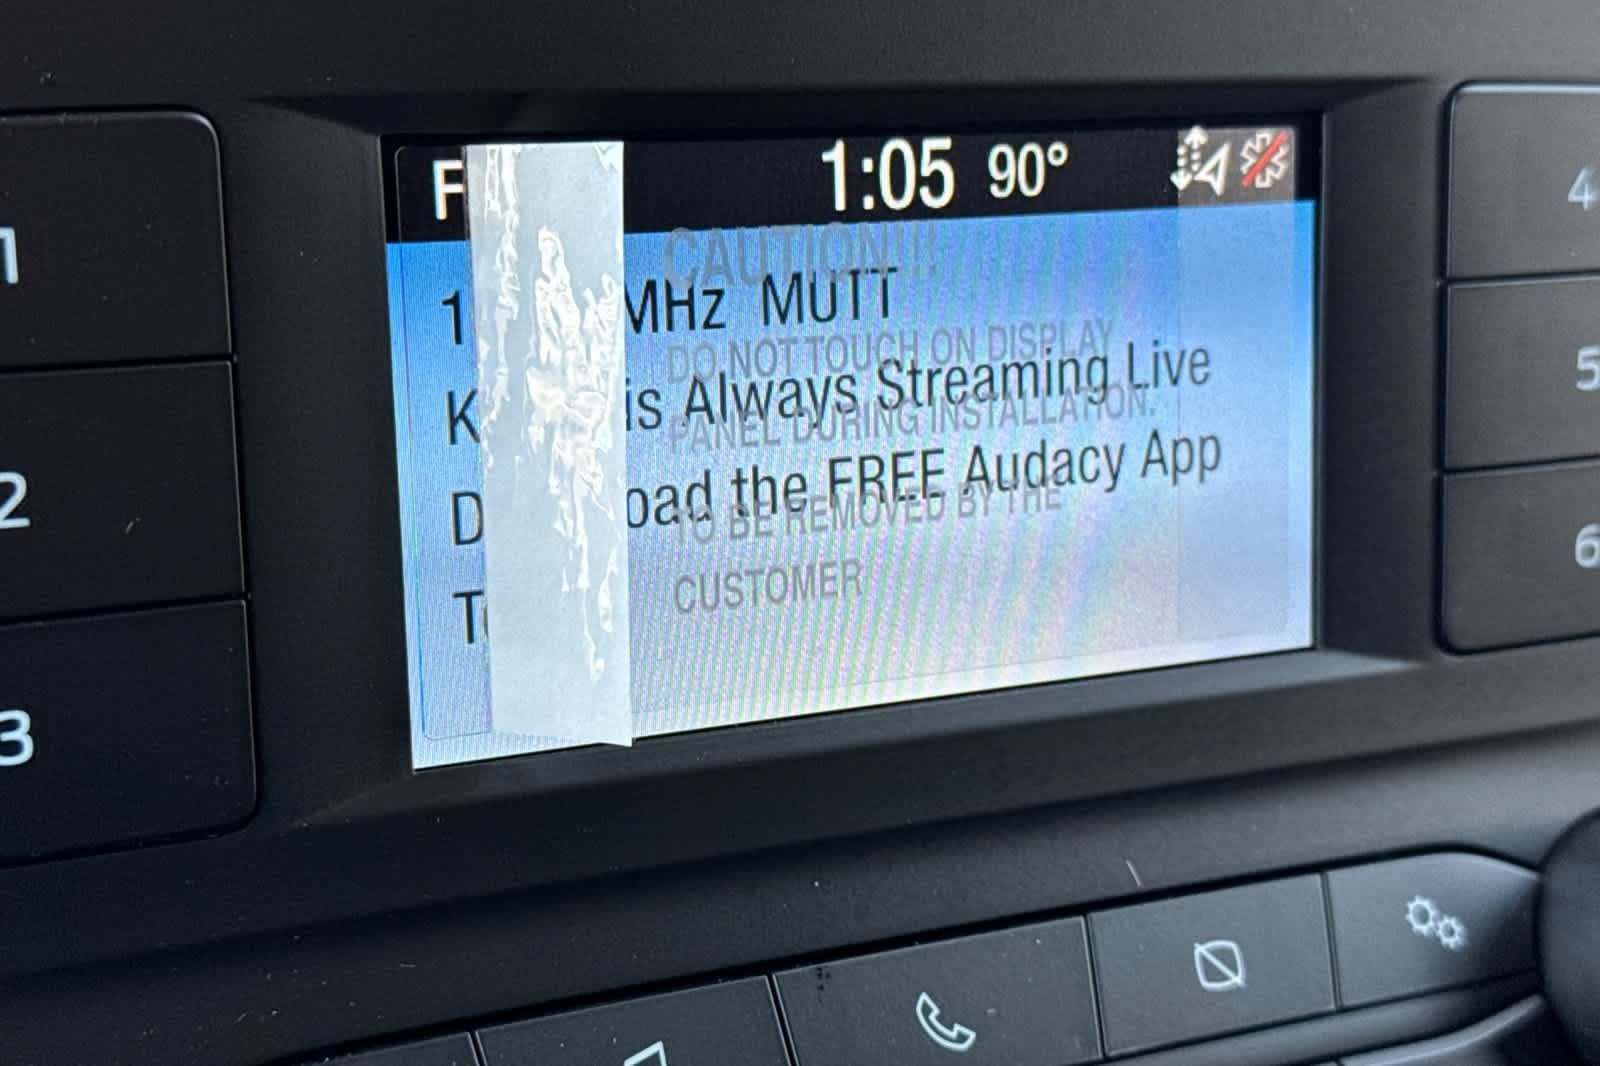 F 1:05 90°
CAUTION!!!
1 MHz MUTT
DO NOT TOUCH ON DISPLAY
K is Always Streaming Live
PANEL DURING INSTALLATION.
D oad the FREE Audacy App
TO BE REMOVED BY THE
CUSTOMER
T
1
2
3
4
5
6